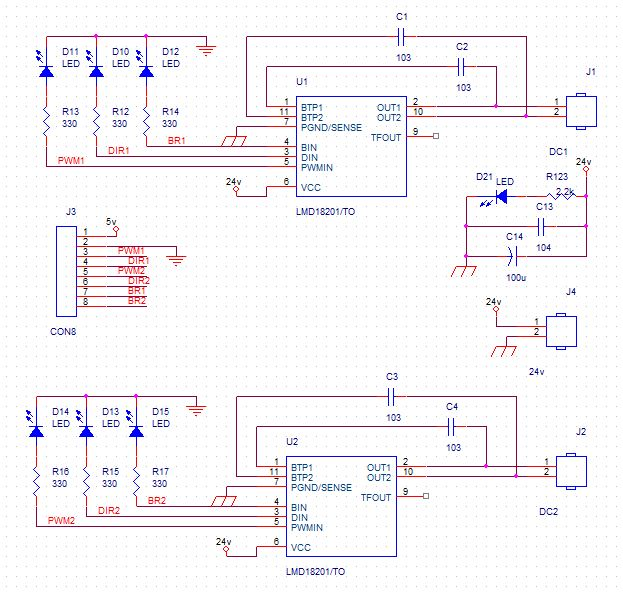 C1
103
C2
103
D11
LED
D10
LED
D12
LED
R13
330
R12
330
R14
330
BR1
DIR1
PWM1
U1
1
11
7
4
3
5
6
BTP1
BTP2
PGND/SENSE
BIN
DIN
PWMIN
VCC
OUT1
OUT2
TFOUT
2
10
9
LMD18201/TO
24v
J1
1
2
DC1
24v
D21
LED
R123
2.2k
C13
104
C14
100u
J3
5v
1
2
3
4
5
6
7
8
PWM1
DIR1
PWM2
DIR2
BR1
BR2
CON8
J4
24v
1
2
24v
C3
103
C4
103
D14
LED
D13
LED
D15
LED
R16
330
R15
330
R17
330
BR2
DIR2
PWM2
U2
1
11
7
4
3
5
6
BTP1
BTP2
PGND/SENSE
BIN
DIN
PWMIN
VCC
OUT1
OUT2
TFOUT
2
10
9
LMD18201/TO
24v
J2
1
2
DC2